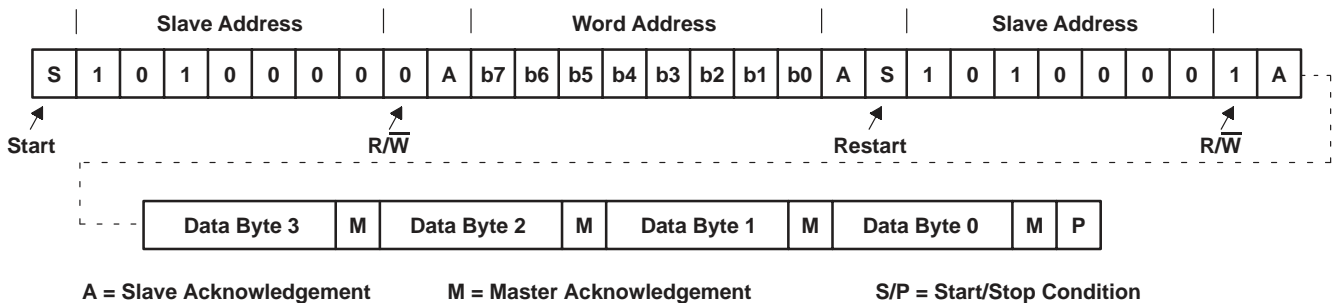 Slave Address Word Address Slave Address
S 1 0 1 0 0 0 0 0 A b7 b6 b5 b4 b3 b2 b1 b0 A S 1 0 1 0 0 0 0 1 A
Start R/W̅ Restart R/W̅
Data Byte 3 M Data Byte 2 M Data Byte 1 M Data Byte 0 M P
A = Slave Acknowledgement M = Master Acknowledgement S/P = Start/Stop Condition